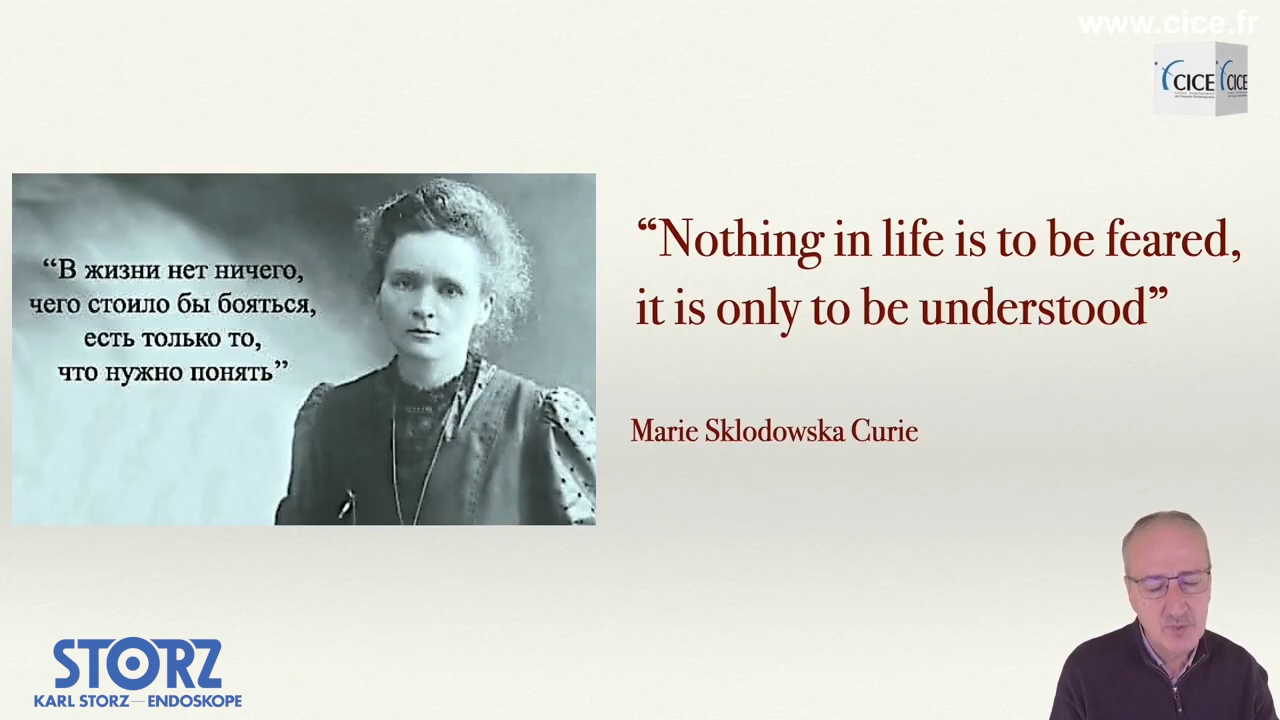 www.cice.fr
CICE
CICE
“В жизни нет ничего,
чего стоило бы бояться,
есть только то,
что нужно понять”
“Nothing in life is to be feared,
it is only to be understood”
Marie Sklodowska Curie
STORZ
KARL STORZ—ENDOSKOPE